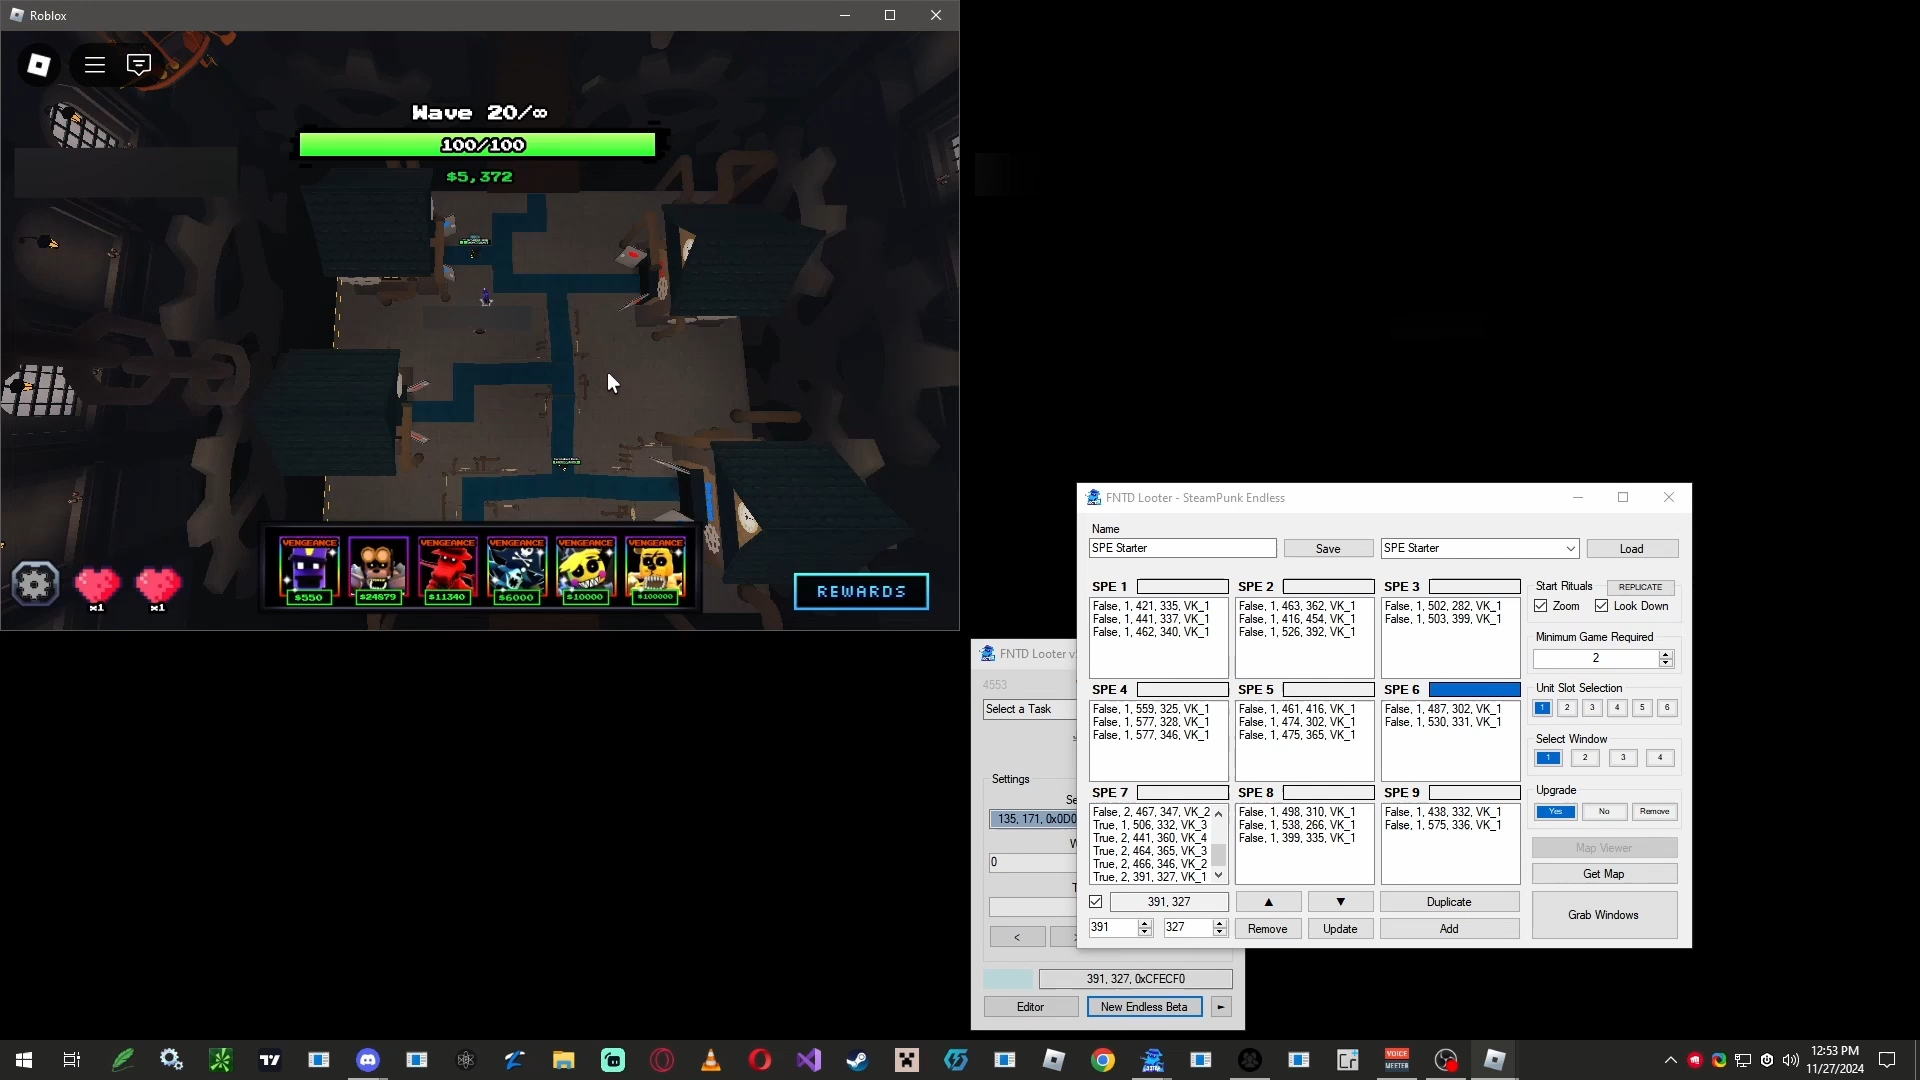 Roblox
Wave 20/∞
100/100
$5,372
VENGEANCE
VENGEANCE
VENGEANCE
VENGEANCE
VENGEANCE
$550
$24879
$11340
$6000
$10000
$100000
x1
x1
REWARDS
FNTD Looter - SteamPunk Endless
Name
SPE Starter
Save
SPE Starter
Load
SPE 1
False, 1, 421, 335, VK_1
False, 1, 441, 337, VK_1
False, 1, 462, 340, VK_1
SPE 2
False, 1, 463, 362, VK_1
False, 1, 416, 454, VK_1
False, 1, 526, 392, VK_1
SPE 3
False, 1, 502, 282, VK_1
False, 1, 503, 399, VK_1
SPE 4
False, 1, 559, 325, VK_1
False, 1, 577, 328, VK_1
False, 1, 577, 346, VK_1
SPE 5
False, 1, 461, 416, VK_1
False, 1, 474, 302, VK_1
False, 1, 475, 365, VK_1
SPE 6
False, 1, 487, 302, VK_1
False, 1, 530, 331, VK_1
SPE 7
False, 2, 467, 347, VK_2
True, 1, 506, 332, VK_3
True, 2, 441, 360, VK_4
True, 2, 464, 365, VK_3
True, 2, 466, 346, VK_2
True, 2, 391, 327, VK_1
SPE 8
False, 1, 498, 310, VK_1
False, 1, 538, 266, VK_1
False, 1, 399, 335, VK_1
SPE 9
False, 1, 438, 332, VK_1
False, 1, 575, 336, VK_1
391, 327
▲
▼
Duplicate
391
327
Remove
Update
Add
Start Rituals
REPLICATE
Zoom
Look Down
Minimum Game Required
2
Unit Slot Selection
1 2 3 4 5 6
Select Window
1 2 3 4
Upgrade
Yes
No
Remove
Map Viewer
Get Map
Grab Windows
FNTD Looter v
4553
Select a Task
Settings
Se
135, 171, 0x0D0
W
0
T
<
391, 327, 0xCFECF0
Editor
New Endless Beta
VOICE
MEETER
12:53 PM
11/27/2024